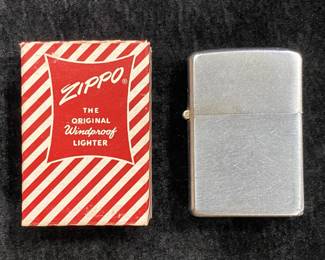 ZIPPO®
THE
ORIGINAL
Windproof
LIGHTER